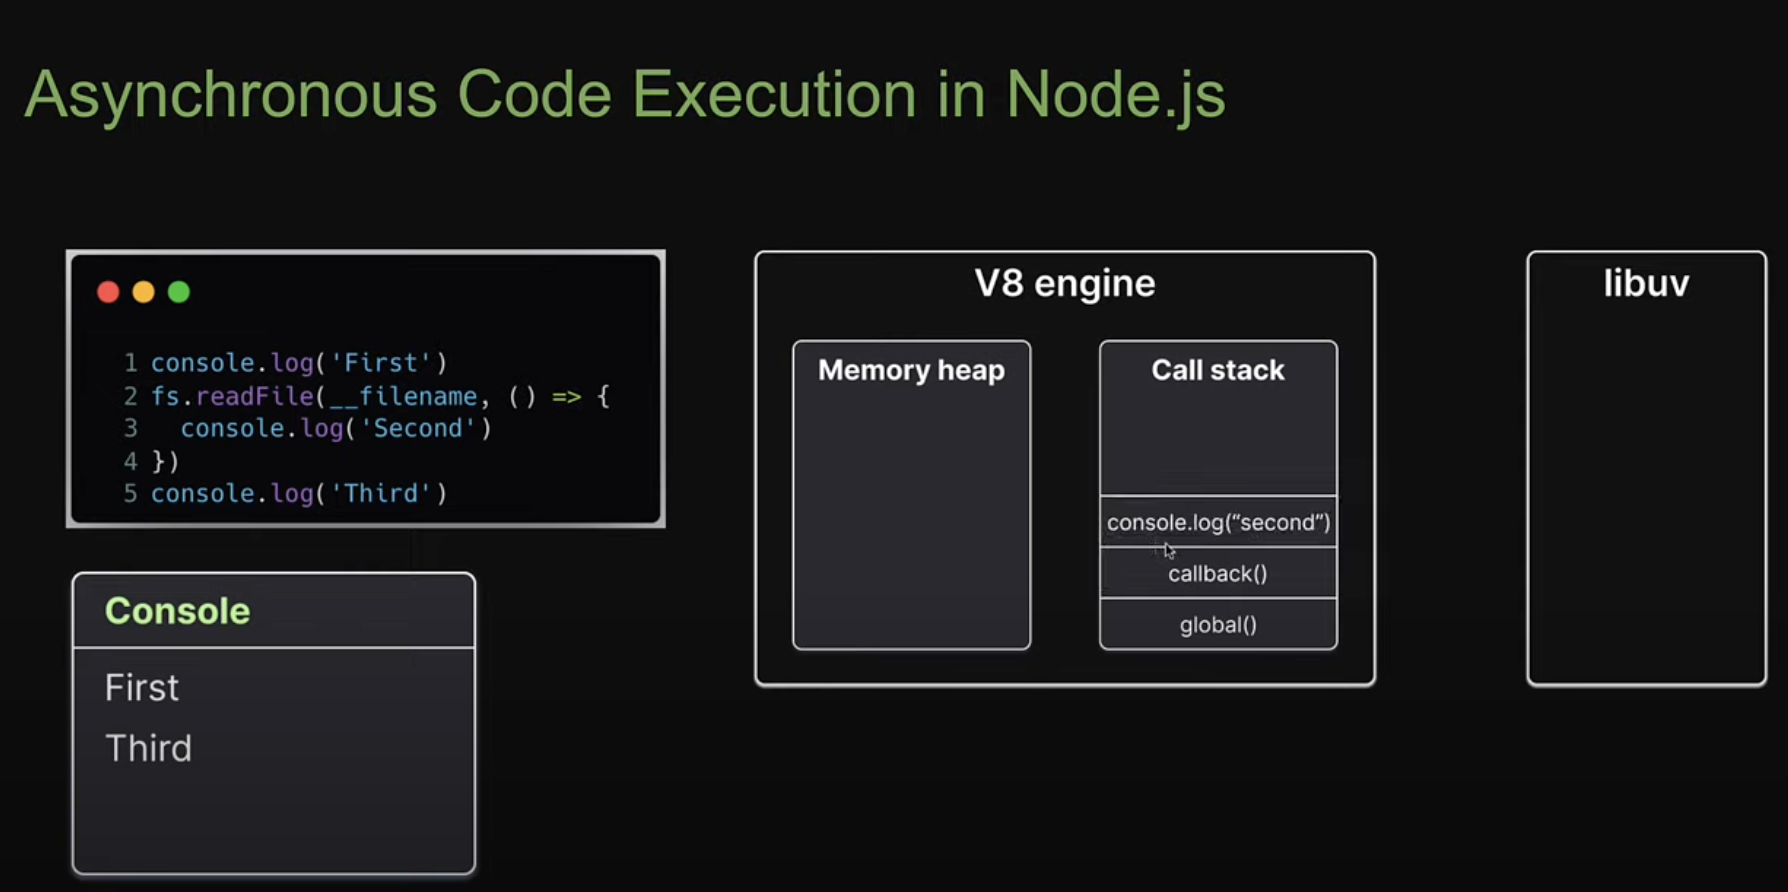 Asynchronous Code Execution in Node.js
1 console.log('First')
2 fs.readFile(__filename, () => {
3   console.log('Second')
4 })
5 console.log('Third')
Console
First
Third
V8 engine
Memory heap
Call stack
console.log(“second”)
callback()
global()
libuv